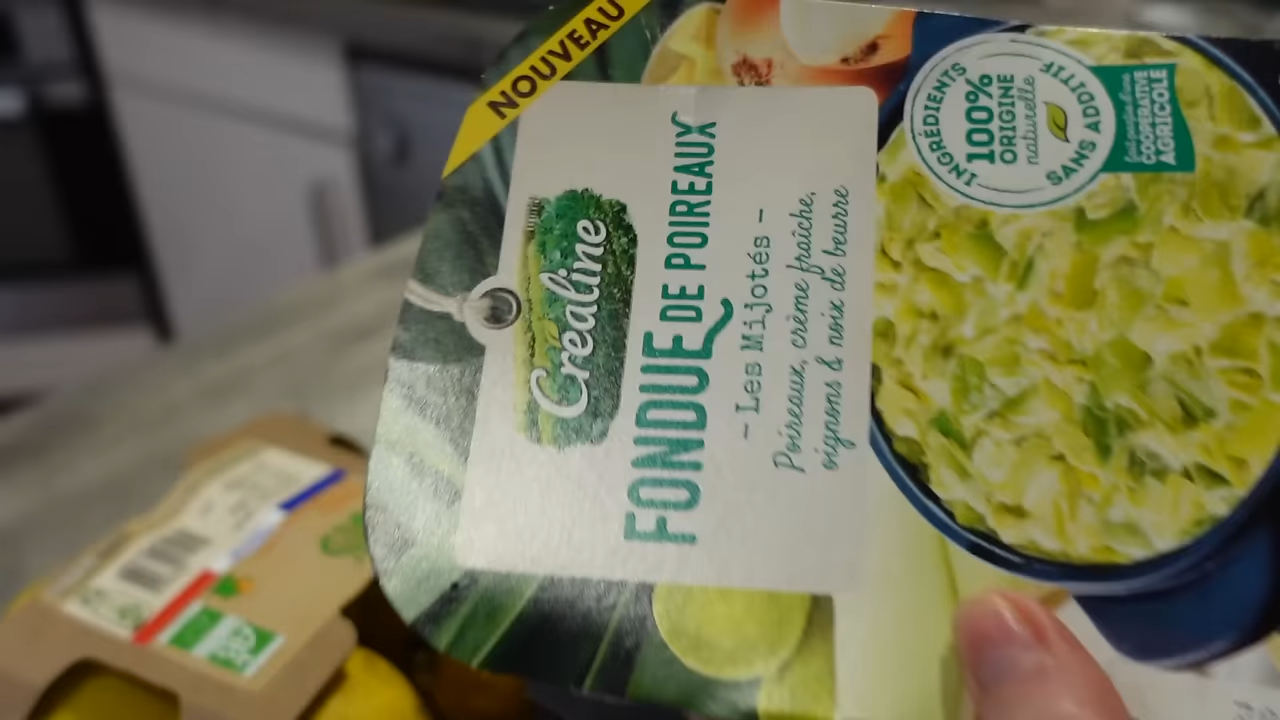 NOUVEAU
Créaline
FONDUE DE POIREAUX
- Les Mijotés -
Poireaux, crème fraîche,
oignons & noix de beurre
INGRÉDIENTS
100%
ORIGINE
naturelle
SANS ADDITIF
COOPÉRATIVE
AGRICOLE
AB